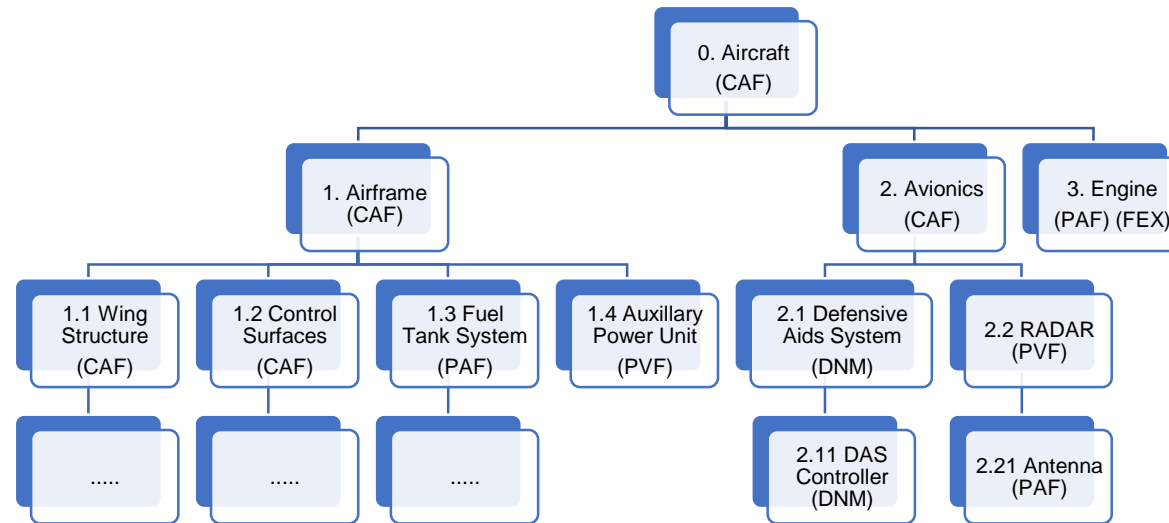 0. Aircraft
(CAF)
1. Airframe
(CAF)
2. Avionics
(CAF)
3. Engine
(PAF) (FEX)
1.1 Wing
Structure
(CAF)
1.2 Control
Surfaces
(CAF)
1.3 Fuel
Tank System
(PAF)
1.4 Auxillary
Power Unit
(PVF)
2.1 Defensive
Aids System
(DNM)
2.2 RADAR
(PVF)
.....
.....
.....
2.11 DAS
Controller
(DNM)
2.21 Antenna
(PAF)